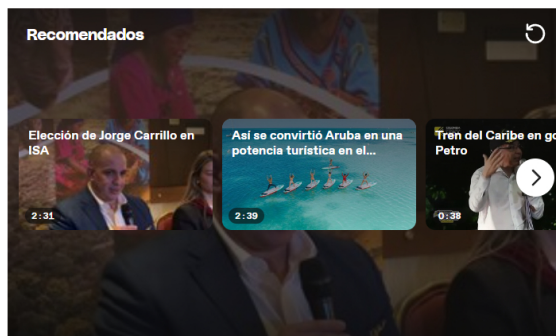 Recomendados
Elección de Jorge Carrillo en
ISA
2:31
Así se convirtió Aruba en una
potencia turística en el...
2:39
Tren del Caribe en go
Petro
0:38